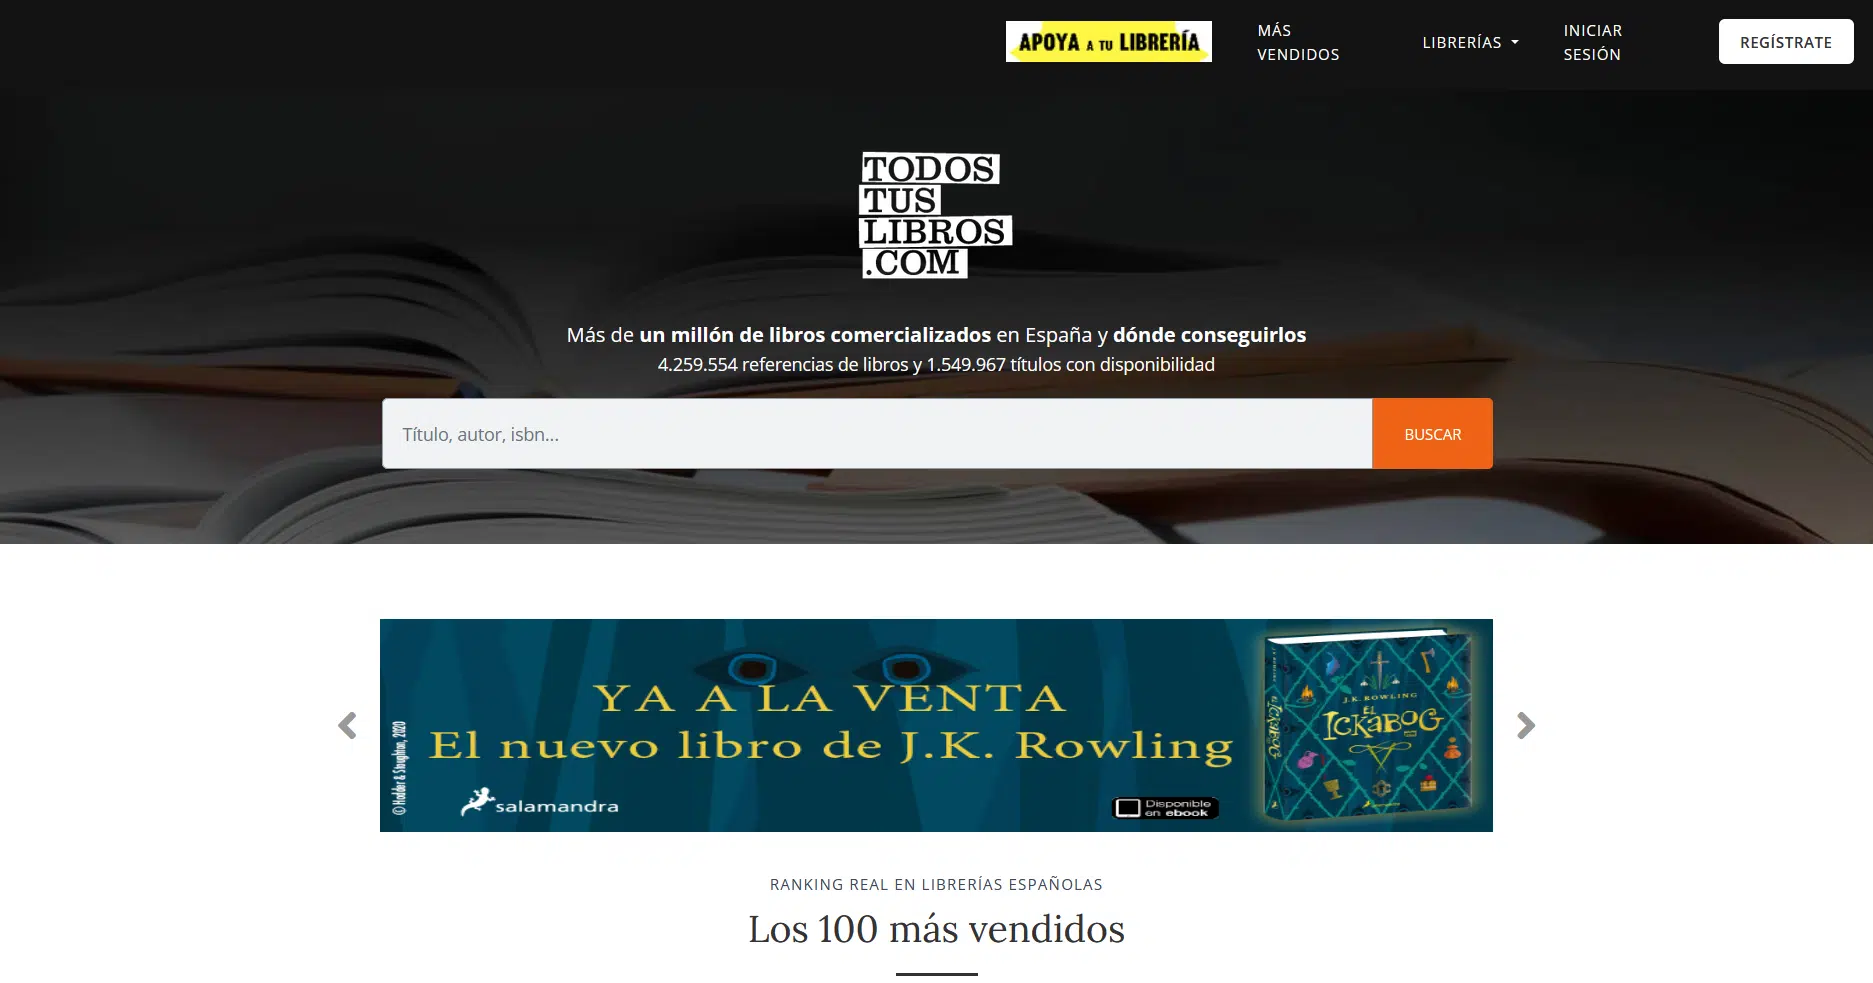 APOYA A TU LIBRERÍA
MÁS
VENDIDOS
LIBRERÍAS
INICIAR
SESIÓN
REGÍSTRATE
TODOS
TUS
LIBROS
.COM
Más de un millón de libros comercializados en España y dónde conseguirlos
4.259.554 referencias de libros y 1.549.967 títulos con disponibilidad
Título, autor, isbn...
BUSCAR
YA A LA VENTA
El nuevo libro de J.K. Rowling
© Hodder & Stoughton, 2020
salamandra
Disponible
en ebook
J.K. ROWLING
EL
ICKABOG
EL ICKABOG
RANKING REAL EN LIBRERÍAS ESPAÑOLAS
Los 100 más vendidos